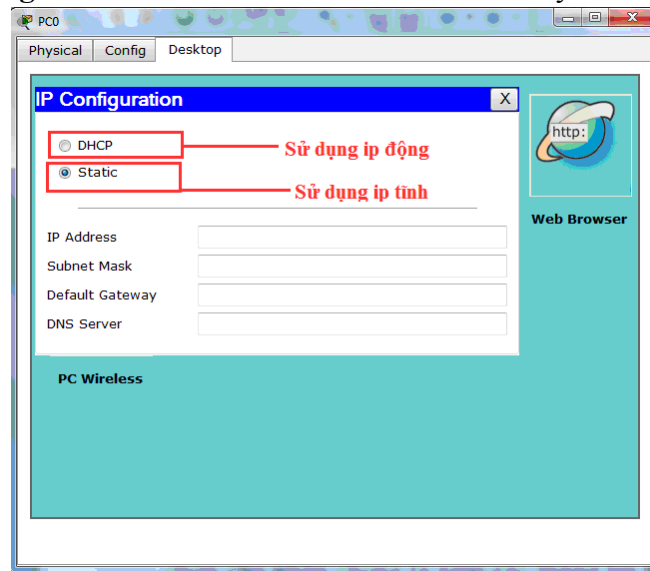 PC0
Physical Config Desktop
IP Configuration X
http:
DHCP
Sử dụng ip động
Static
Sử dụng ip tĩnh
Web Browser
IP Address
Subnet Mask
Default Gateway
DNS Server
PC Wireless